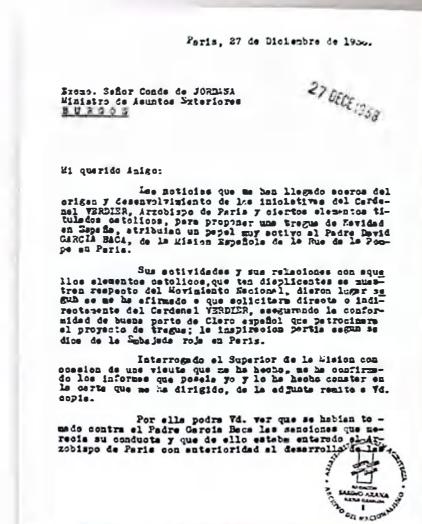 Paris, 27 de Diciembre de 193
27 DECE
Excmo. Señor Conde de JORDANA
Ministro de Asuntos Exteriores
BURGOS
Mi querido Amigo:
Las noticias que me han llegado acerca del
origen y desenvolvimiento de las iniciativas del Carde-
nal VERDIER, Arzobispo de Paris y ciertos elementos ti-
tulados catolicos, para proponer una tregua de Navidad
en España, atribuian un papel muy activo al Padre David
GARCIA BACA, de la Mision Española de la Rue de la Pom-
pe en Paris.
Sus actividades y sus relaciones con aque
llos elementos catolicos, que tan displicentes se mues-
tran respecto del Movimiento Nacional, dieron lugar se
gun se me ha afirmado a que solicitara directa o indi-
rectamente del Cardenal VERDIER, asegurando la confor-
midad de buena parte de Clero español que patrocinara
el proyecto de tregua; la inspiracion partia segun se
dice de la Embajada roja en Paris.
Interrogado el Superior de la Mision con
ocasion de una visita que me ha hecho, me ha confirma-
do los informes que poseia yo y lo ha hecho constar en
la carta que me ha dirigido, de la adjunta remito a Vd.
copia.
Por ella podra Vd. ver que se habian to -
mado contra el Padre Garcia Baca las sanciones que me-
recia su conducta y que de ello estaba enterado el Ar-
zobispo de Paris con anterioridad al desarrollo de las
SABINO ARANA
ARCHIVO DEL NACIONALISMO